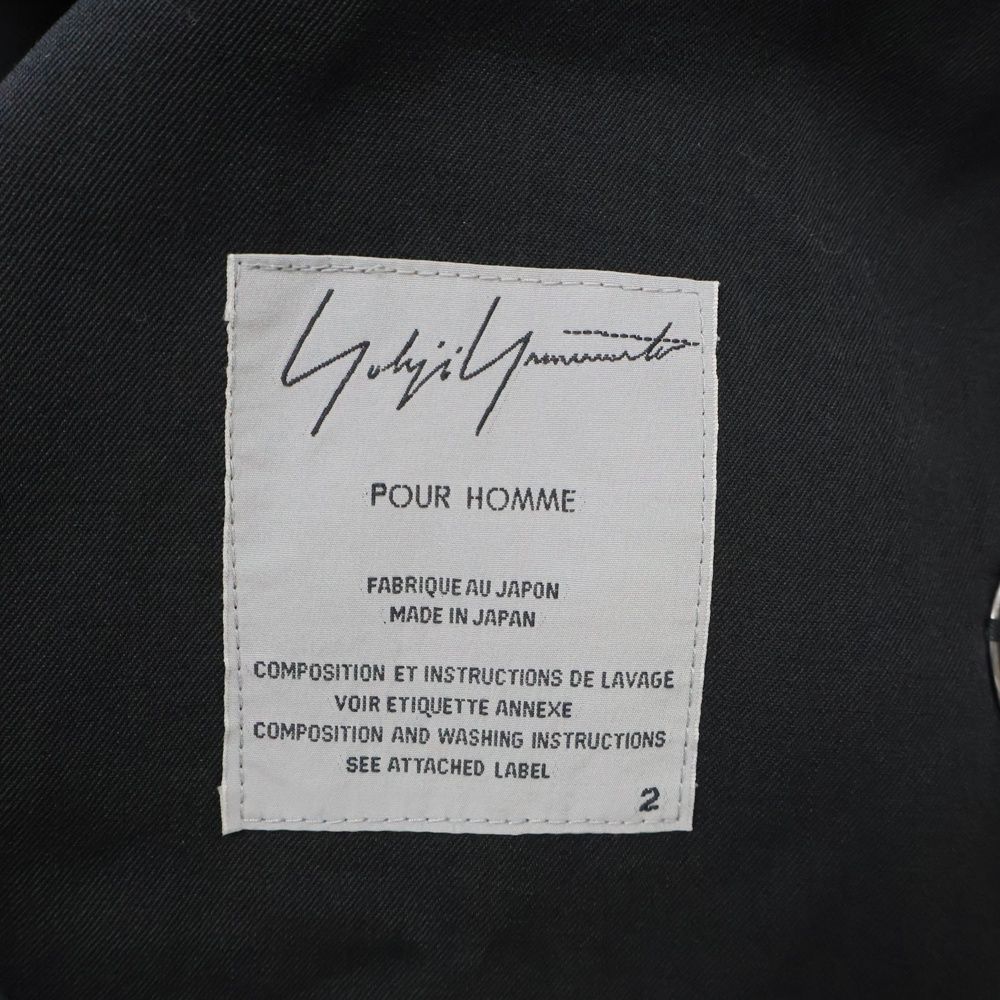 Yohji Yamamoto
POUR HOMME
FABRIQUE AU JAPON
MADE IN JAPAN
COMPOSITION ET INSTRUCTIONS DE LAVAGE
VOIR ETIQUETTE ANNEXE
COMPOSITION AND WASHING INSTRUCTIONS
SEE ATTACHED LABEL
2